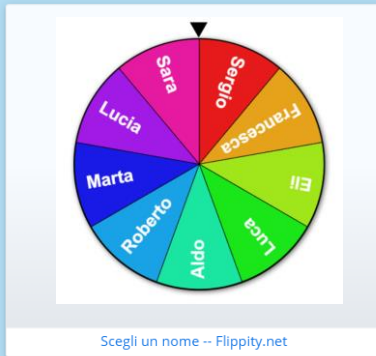 Sergio
Francesca
Eli
Luca
Aldo
Roberto
Marta
Lucia
Sara
Scegli un nome -- Flippity.net